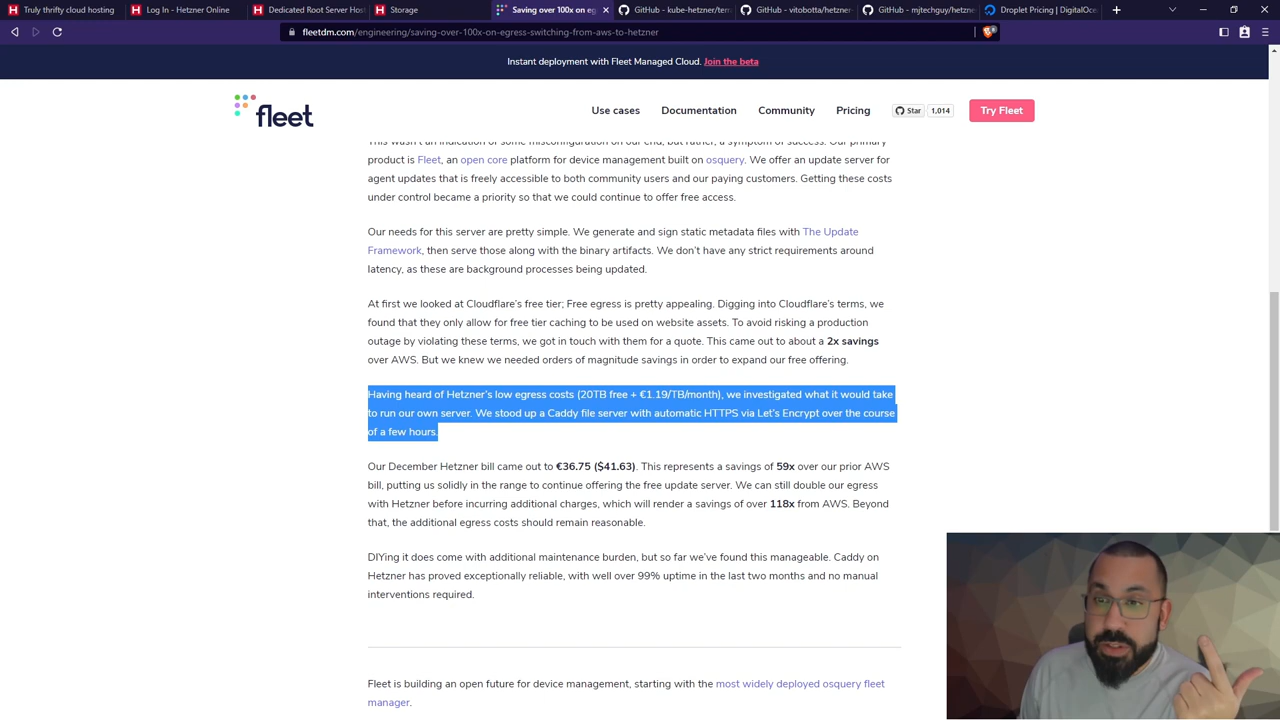 Truly thrifty cloud hosting
Log In - Hetzner Online
Dedicated Root Server Host
Storage
Saving over 100x on eg
GitHub - kube-hetzner/terr
GitHub - vitobotta/hetzner-
GitHub - mjtechguy/hetzne
Droplet Pricing | DigitalOce
fleetdm.com/engineering/saving-over-100x-on-egress-switching-from-aws-to-hetzner
Instant deployment with Fleet Managed Cloud. Join the beta
fleet
Use cases
Documentation
Community
Pricing
Star
1,014
Try Fleet
This wasn't an indication of some misconfiguration on our end, but rather, a symptom of success. Our primary
product is Fleet, an open core platform for device management built on osquery. We offer an update server for
agent updates that is freely accessible to both community users and our paying customers. Getting these costs
under control became a priority so that we could continue to offer free access.
Our needs for this server are pretty simple. We generate and sign static metadata files with The Update
Framework, then serve those along with the binary artifacts. We don't have any strict requirements around
latency, as these are background processes being updated.
At first we looked at Cloudflare's free tier; Free egress is pretty appealing. Digging into Cloudflare's terms, we
found that they only allow for free tier caching to be used on website assets. To avoid risking a production
outage by violating these terms, we got in touch with them for a quote. This came out to about a 2x savings
over AWS. But we knew we needed orders of magnitude savings in order to expand our free offering.
Having heard of Hetzner's low egress costs (20TB free + €1.19/TB/month), we investigated what it would take
to run our own server. We stood up a Caddy file server with automatic HTTPS via Let's Encrypt over the course
of a few hours.
Our December Hetzner bill came out to €36.75 ($41.63). This represents a savings of 59x over our prior AWS
bill, putting us solidly in the range to continue offering the free update server. We can still double our egress
with Hetzner before incurring additional charges, which will render a savings of over 118x from AWS. Beyond
that, the additional egress costs should remain reasonable.
DIYing it does come with additional maintenance burden, but so far we've found this manageable. Caddy on
Hetzner has proved exceptionally reliable, with well over 99% uptime in the last two months and no manual
interventions required.
Fleet is building an open future for device management, starting with the most widely deployed osquery fleet
manager.